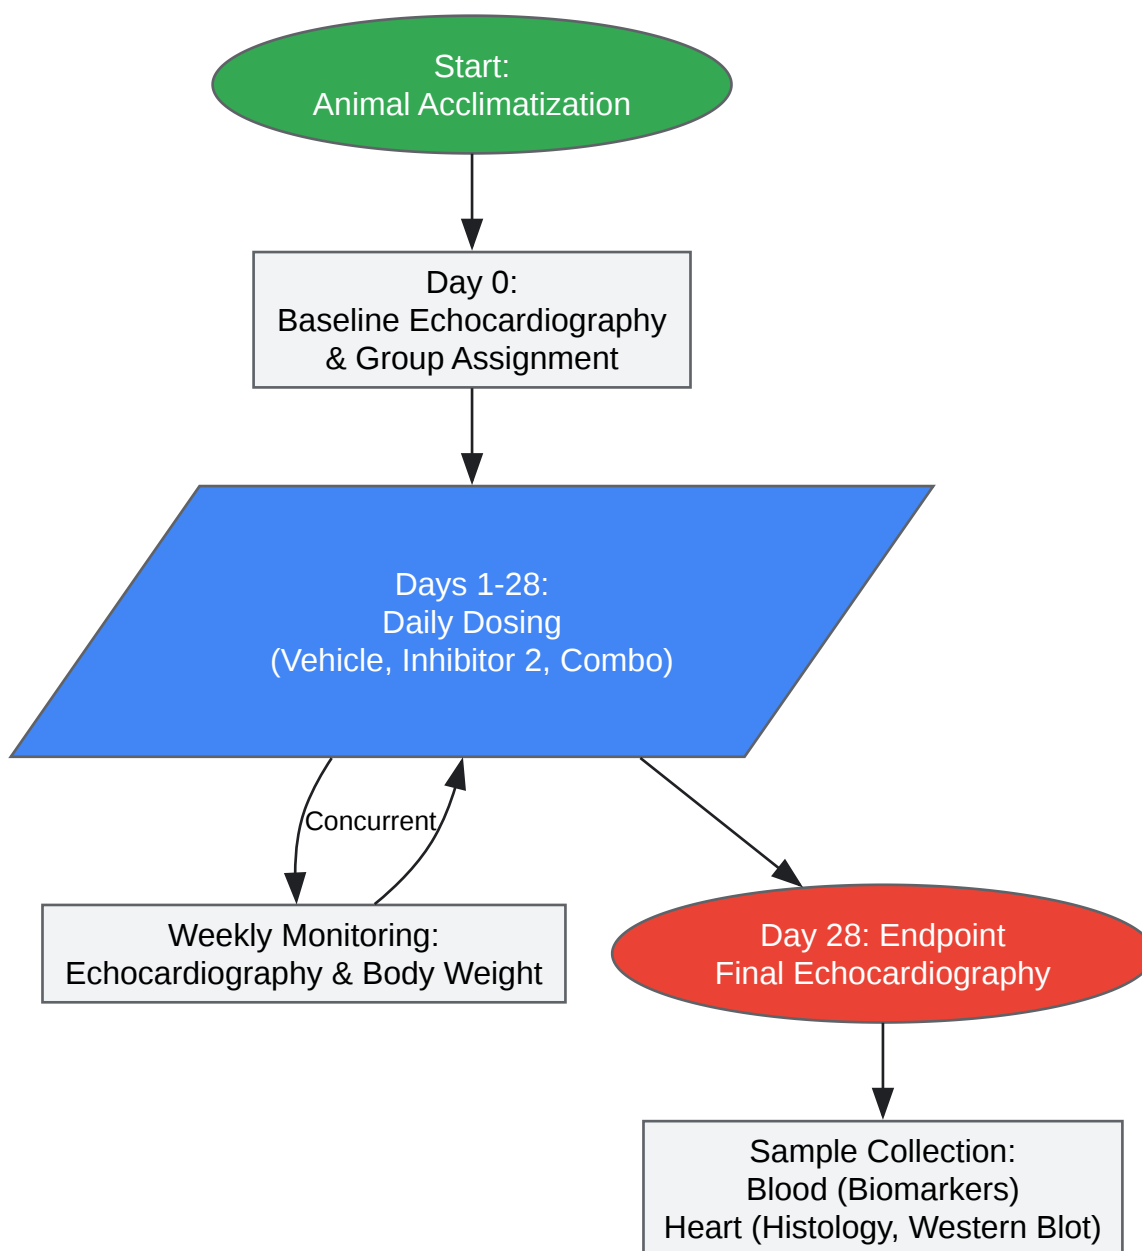 Start:
Animal Acclimatization
Day 0:
Baseline Echocardiography
& Group Assignment
Days 1-28:
Daily Dosing
(Vehicle, Inhibitor 2, Combo)
Concurrent
Weekly Monitoring:
Echocardiography & Body Weight
Day 28: Endpoint
Final Echocardiography
Sample Collection:
Blood (Biomarkers)
Heart (Histology, Western Blot)